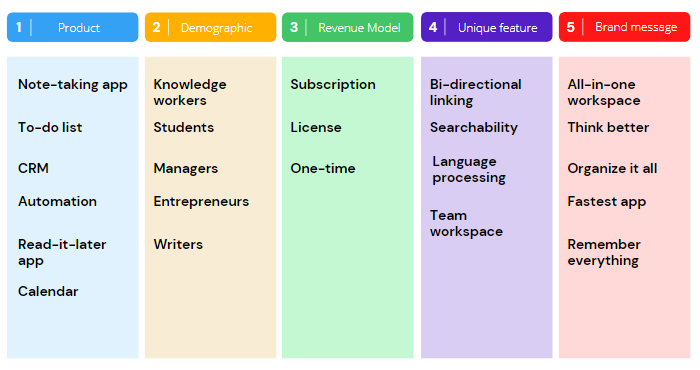 1 Product
2 Demographic
3 Revenue Model
4 Unique feature
5 Brand message
Note-taking app
To-do list
CRM
Automation
Read-it-later
app
Calendar
Knowledge
workers
Students
Managers
Entrepreneurs
Writers
Subscription
License
One-time
Bi-directional
linking
Searchability
Language
processing
Team
workspace
All-in-one
workspace
Think better
Organize it all
Fastest app
Remember
everything